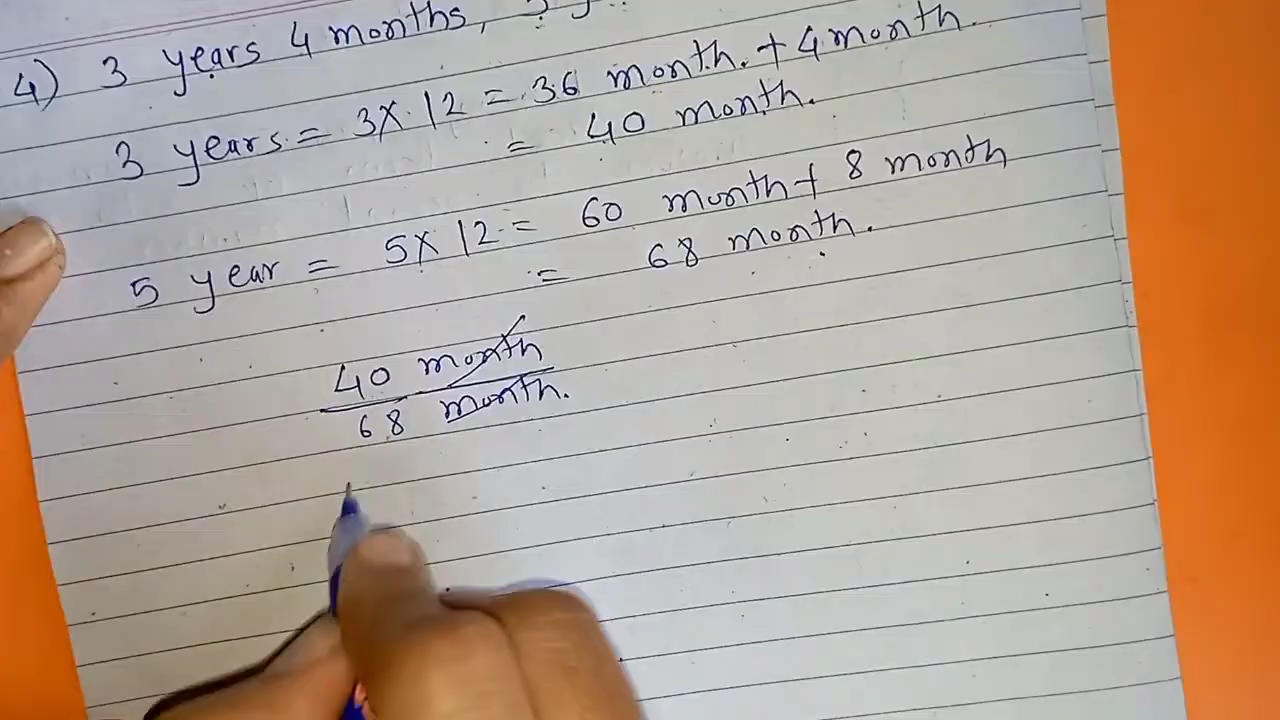 4) 3 years 4 months,
3 years = 3 × 12 = 36 month. + 4 month.
= 40 month.
5 year = 5 × 12 = 60 month + 8 month
= 68 month.
40 month
68 month.